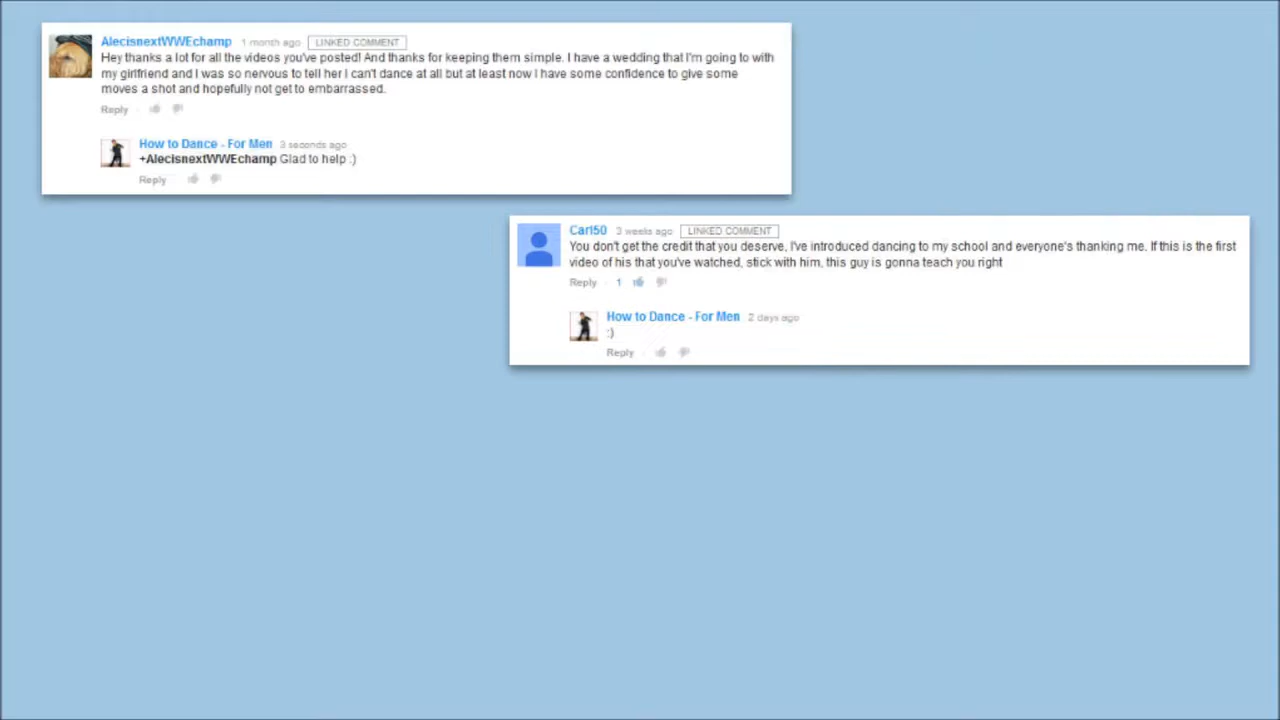 AlecisnextWWEchamp 1 month ago LINKED COMMENT
Hey thanks a lot for all the videos you've posted! And thanks for keeping them simple. I have a wedding that I'm going to with
my girlfriend and I was so nervous to tell her I can't dance at all but at least now I have some confidence to give some
moves a shot and hopefully not get to embarrassed.
Reply
How to Dance - For Men 3 seconds ago
+AlecisnextWWEchamp Glad to help :)
Reply
Carl50 3 weeks ago LINKED COMMENT
You don't get the credit that you deserve, I've introduced dancing to my school and everyone's thanking me. If this is the first
video of his that you've watched, stick with him, this guy is gonna teach you right
Reply · 1
How to Dance - For Men 2 days ago
:)
Reply